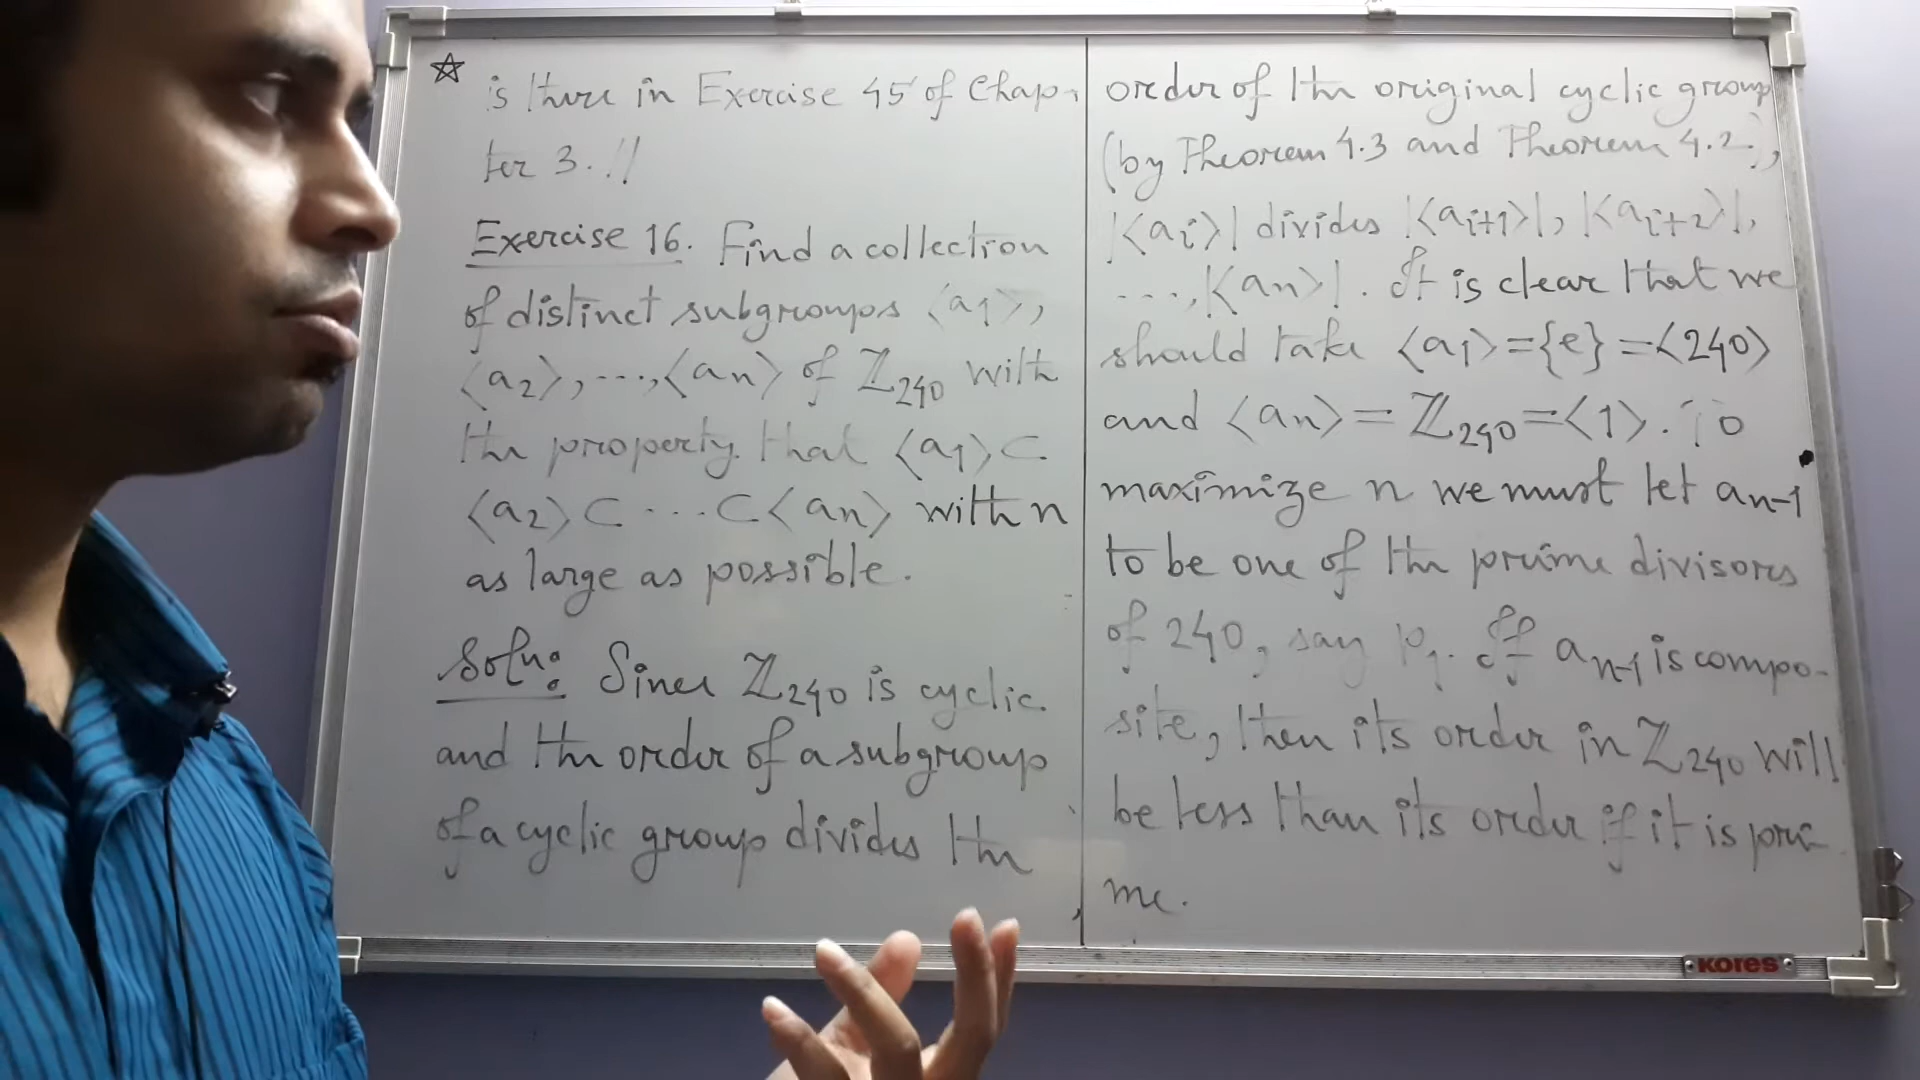 ☆ is there in Exercise 45 of Chap-
ter 3.!!
Exercise 16. Find a collection
of distinct subgroups ⟨a₁⟩,
⟨a₂⟩,...,⟨aₙ⟩ of ℤ₂₄₀ with
the property that ⟨a₁⟩⊂
⟨a₂⟩⊂...⊂⟨aₙ⟩ with n
as large as possible.
Soln: Since ℤ₂₄₀ is cyclic
and the order of a subgroup
of a cyclic group divides the
order of the original cyclic group
(by Theorem 4.3 and Theorem 4.2),
|⟨aᵢ⟩| divides |⟨aᵢ₊₁⟩|, |⟨aᵢ₊₂⟩|,
..., |⟨aₙ⟩|. It is clear that we
should take ⟨a₁⟩={e}=⟨240⟩
and ⟨aₙ⟩=ℤ₂₄₀=⟨1⟩. To
maximize n we must let aₙ₋₁
to be one of the prime divisors
of 240, say p₁. If aₙ₋₁ is compo-
site, then its order in ℤ₂₄₀ will
be less than its order if it is pri-
me.
KORES